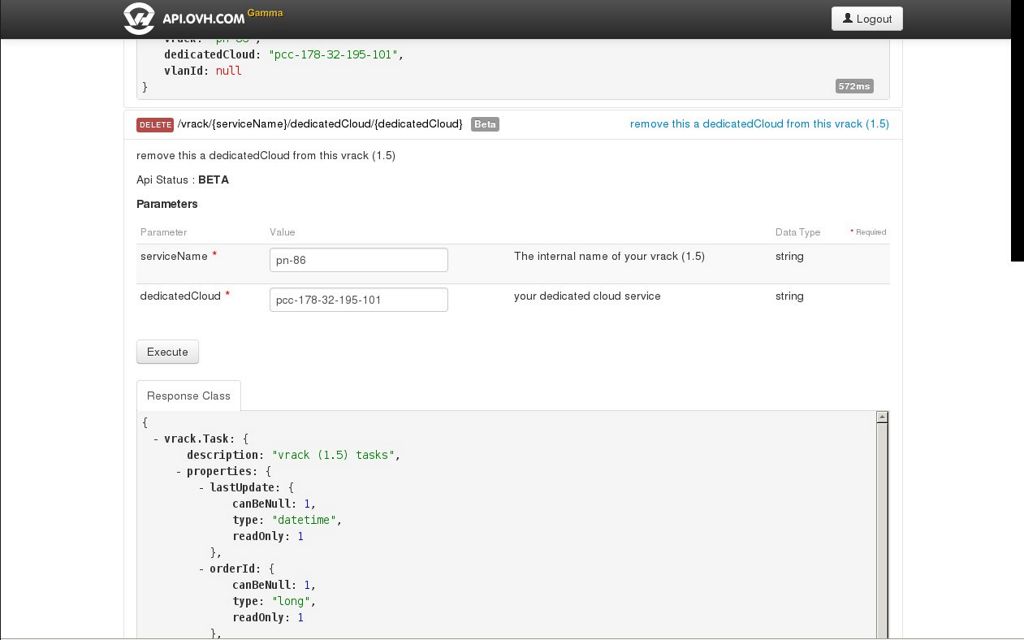 API.OVH.COM Gamma
Logout
vrack: "pn-86",
dedicatedCloud: "pcc-178-32-195-101",
vlanId: null
}
572ms
DELETE /vrack/{serviceName}/dedicatedCloud/{dedicatedCloud} Beta remove this a dedicatedCloud from this vrack (1.5)
remove this a dedicatedCloud from this vrack (1.5)
Api Status : BETA
Parameters
Parameter Value Data Type * Required
serviceName * pn-86 The internal name of your vrack (1.5) string
dedicatedCloud * pcc-178-32-195-101 your dedicated cloud service string
Execute
Response Class
{
- vrack.Task: {
description: "vrack (1.5) tasks",
- properties: {
- lastUpdate: {
canBeNull: 1,
type: "datetime",
readOnly: 1
},
- orderId: {
canBeNull: 1,
type: "long",
readOnly: 1
},